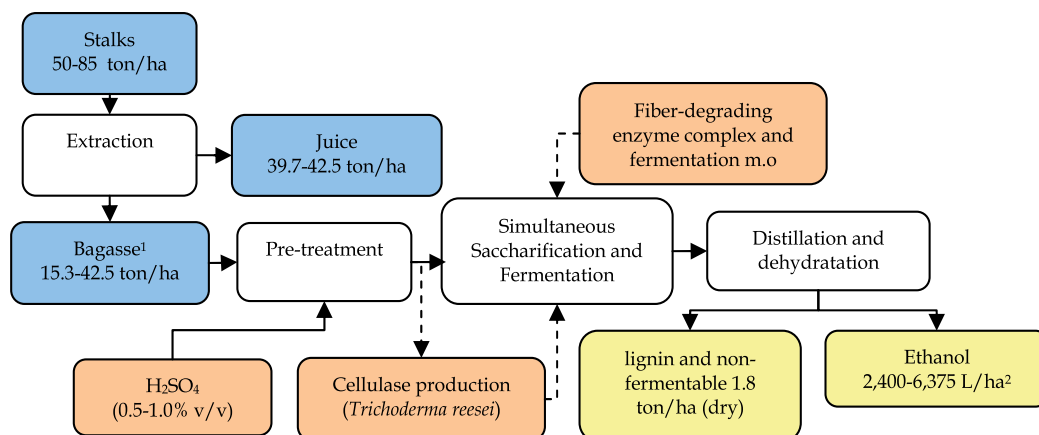 Stalks
50-85 ton/ha
Extraction
Juice
39.7-42.5 ton/ha
Fiber-degrading
enzyme complex and
fermentation m.o
Bagasse¹
15.3-42.5 ton/ha
Pre-treatment
Simultaneous
Saccharification and
Fermentation
Distillation and
dehydratation
H₂SO₄
(0.5-1.0% v/v)
Cellulase production
(Trichoderma reesei)
lignin and non-
fermentable 1.8
ton/ha (dry)
Ethanol
2,400-6,375 L/ha²